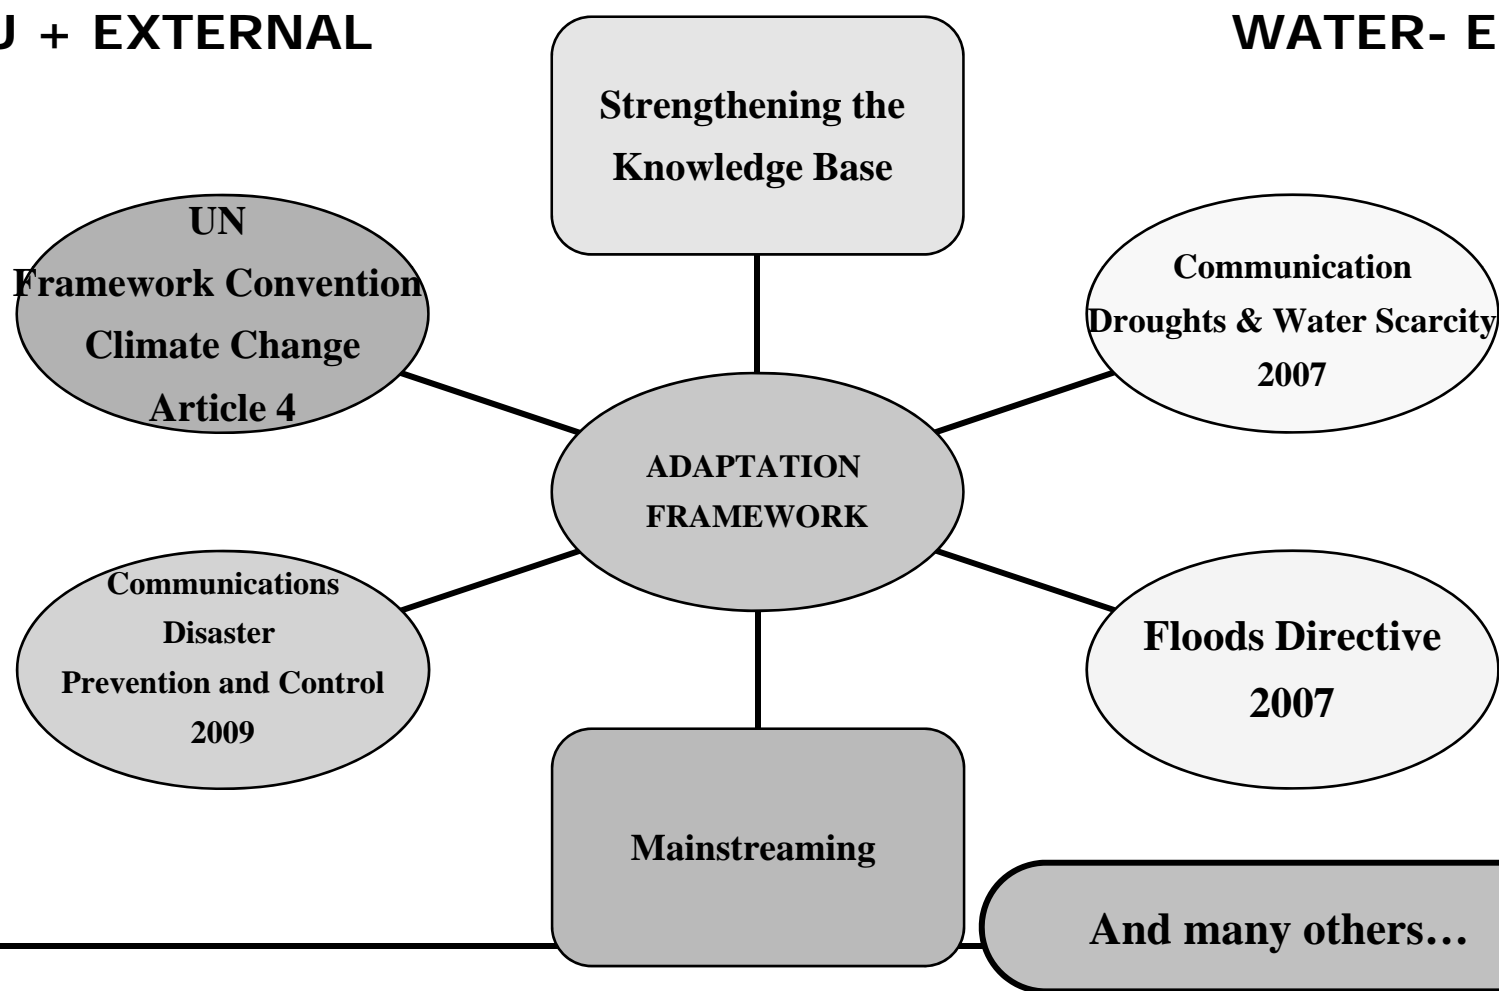 U + EXTERNAL
WATER- E
Strengthening the
Knowledge Base
UN
Framework Convention
Climate Change
Article 4
Communication
Droughts & Water Scarcity
2007
ADAPTATION
FRAMEWORK
Communications
Disaster
Prevention and Control
2009
Floods Directive
2007
Mainstreaming
And many others…